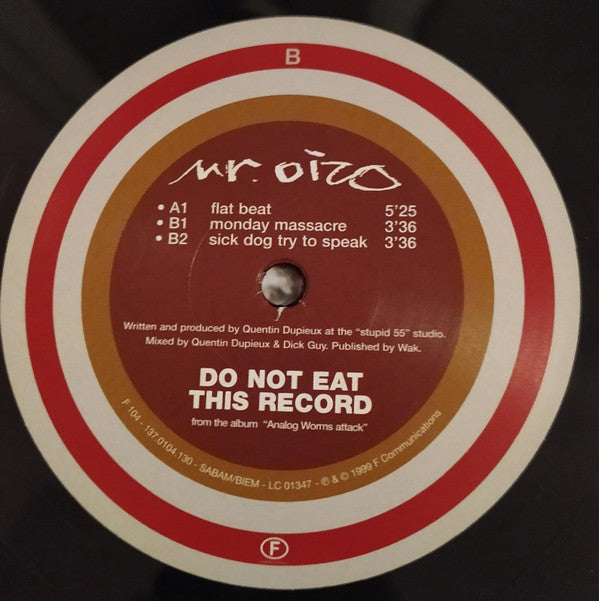 B
mr. oizo
• A1 flat beat 5'25
• B1 monday massacre 3'36
• B2 sick dog try to speak 3'36
Written and produced by Quentin Dupieux at the "stupid 55" studio.
Mixed by Quentin Dupieux & Dick Guy. Published by Wak.
DO NOT EAT
THIS RECORD
from the album "Analog Worms attack"
F 104 - 137.0104.130 - SABAM/BIEM - LC 01347 - ℗ & © 1999 F Communications
F